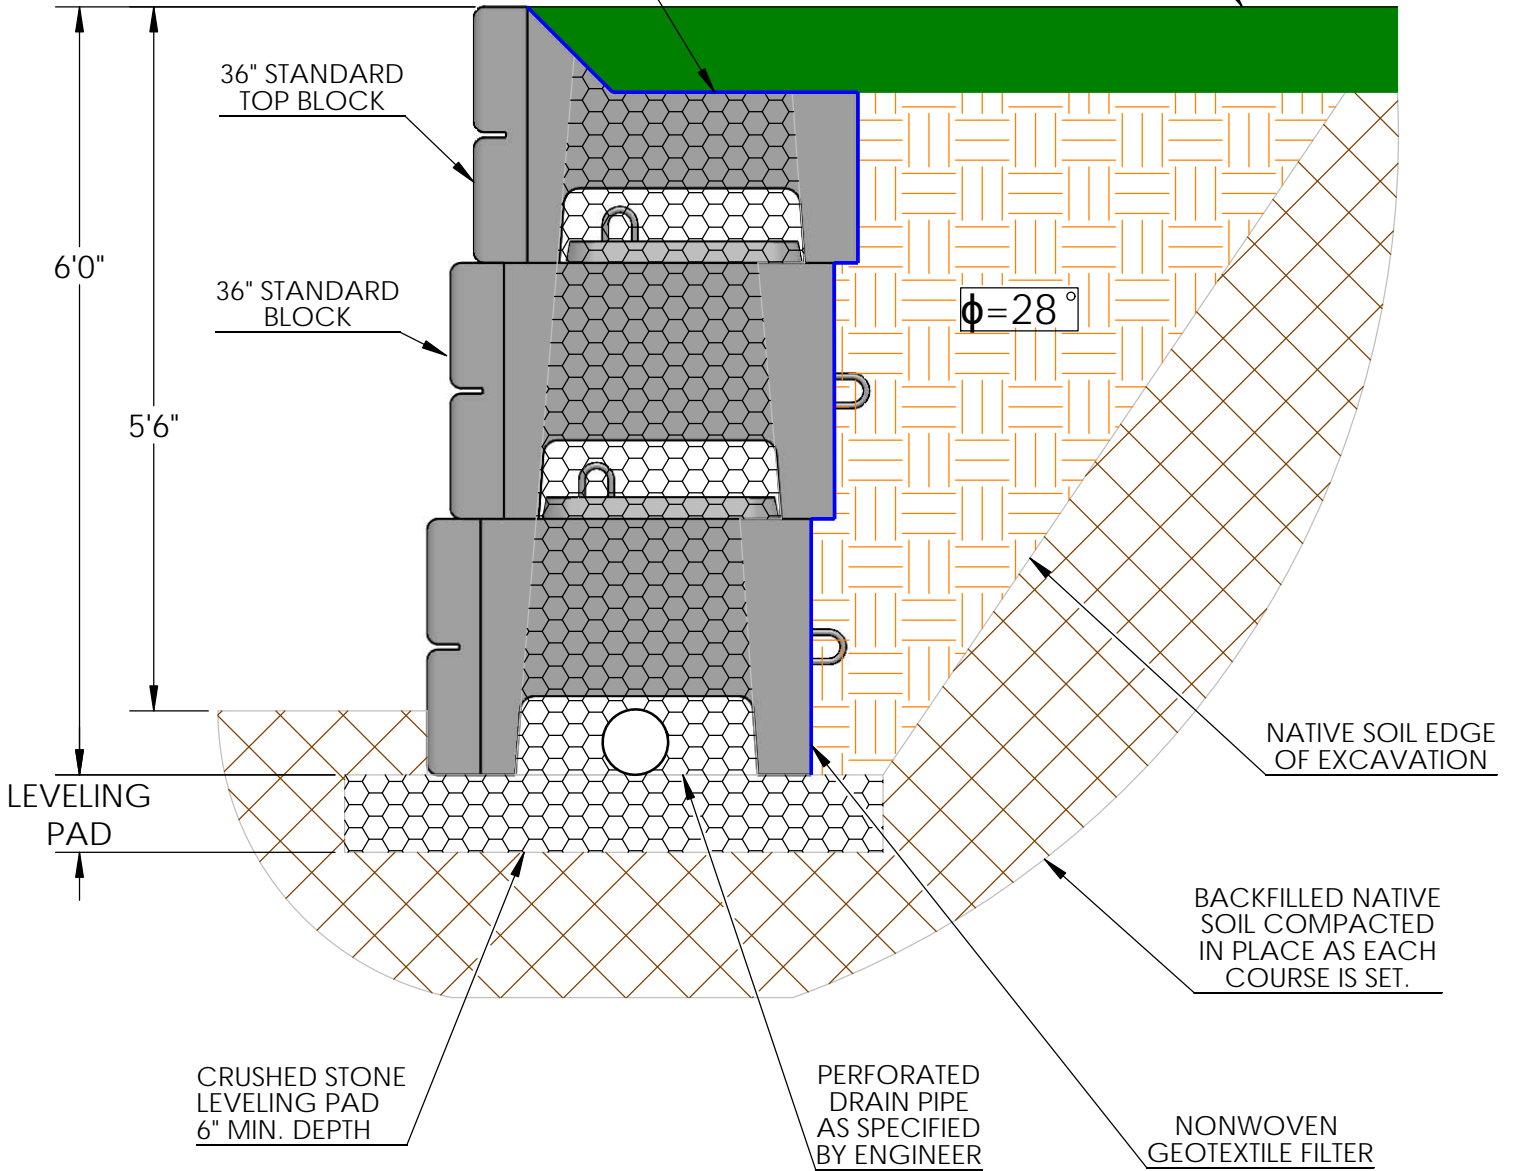 36" STANDARD
TOP BLOCK
6'0"
36" STANDARD
BLOCK
ϕ=28°
5'6"
NATIVE SOIL EDGE
OF EXCAVATION
LEVELING
PAD
BACKFILLED NATIVE
SOIL COMPACTED
IN PLACE AS EACH
COURSE IS SET.
CRUSHED STONE
LEVELING PAD
6" MIN. DEPTH
PERFORATED
DRAIN PIPE
AS SPECIFIED
BY ENGINEER
NONWOVEN
GEOTEXTILE FILTER